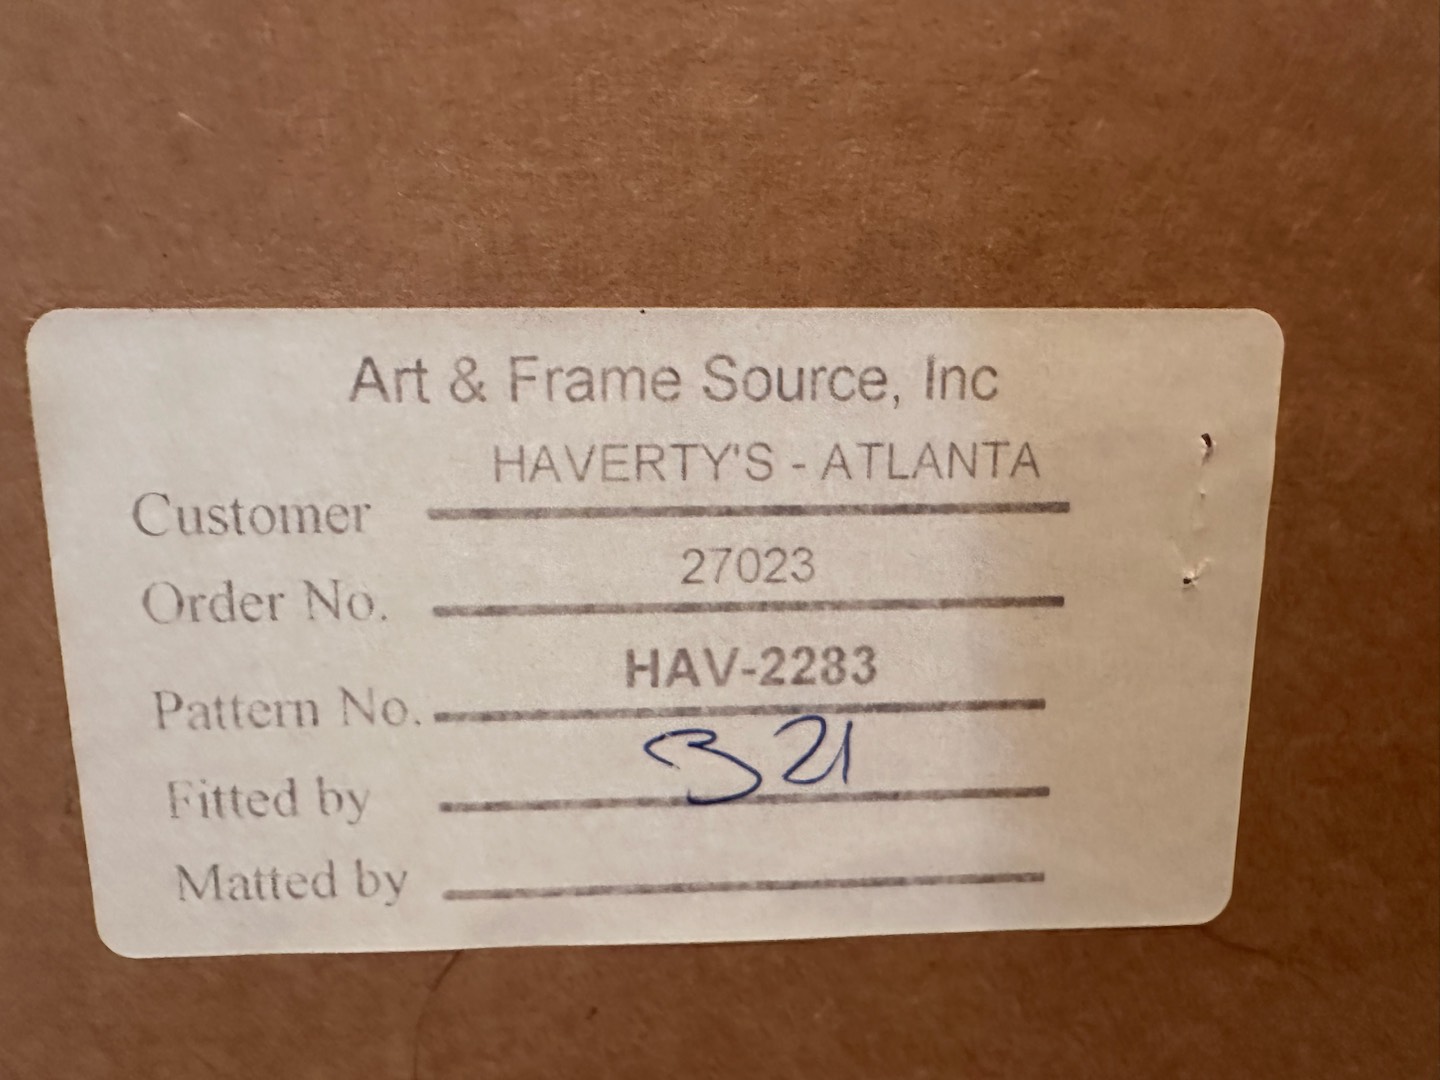 Art & Frame Source, Inc
Customer HAVERTY'S - ATLANTA
Order No. 27023
Pattern No. HAV-2283
Fitted by 321
Matted by